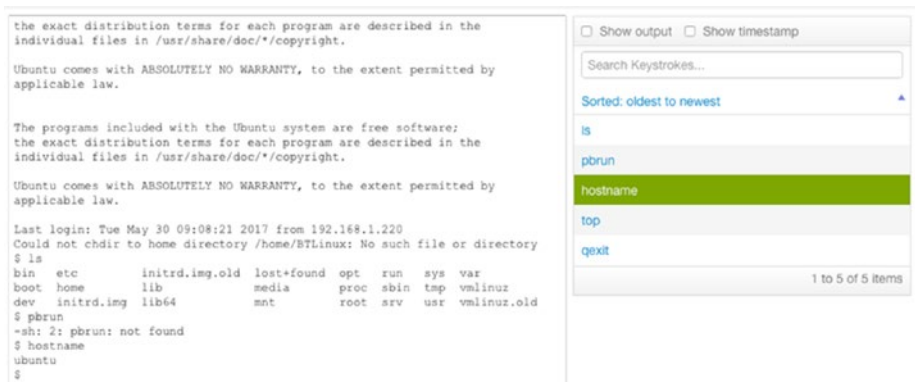 the exact distribution terms for each program are described in the
individual files in /usr/share/doc/*/copyright.
Ubuntu comes with ABSOLUTELY NO WARRANTY, to the extent permitted by
applicable law.
The programs included with the Ubuntu system are free software;
the exact distribution terms for each program are described in the
individual files in /usr/share/doc/*/copyright.
Ubuntu comes with ABSOLUTELY NO WARRANTY, to the extent permitted by
applicable law.
Last login: Tue May 30 09:08:21 2017 from 192.168.1.220
Could not chdir to home directory /home/BTLinux: No such file or directory
$ ls
bin etc initrd.img.old lost+found opt run sys var
boot home lib media proc sbin tmp vmlinuz
dev initrd.img lib64 mnt root srv usr vmlinuz.old
$ pbrun
-sh: 2: pbrun: not found
$ hostname
ubuntu
$
Show output Show timestamp
Search Keystrokes...
Sorted: oldest to newest
ls
pbrun
hostname
top
qexit
1 to 5 of 5 items